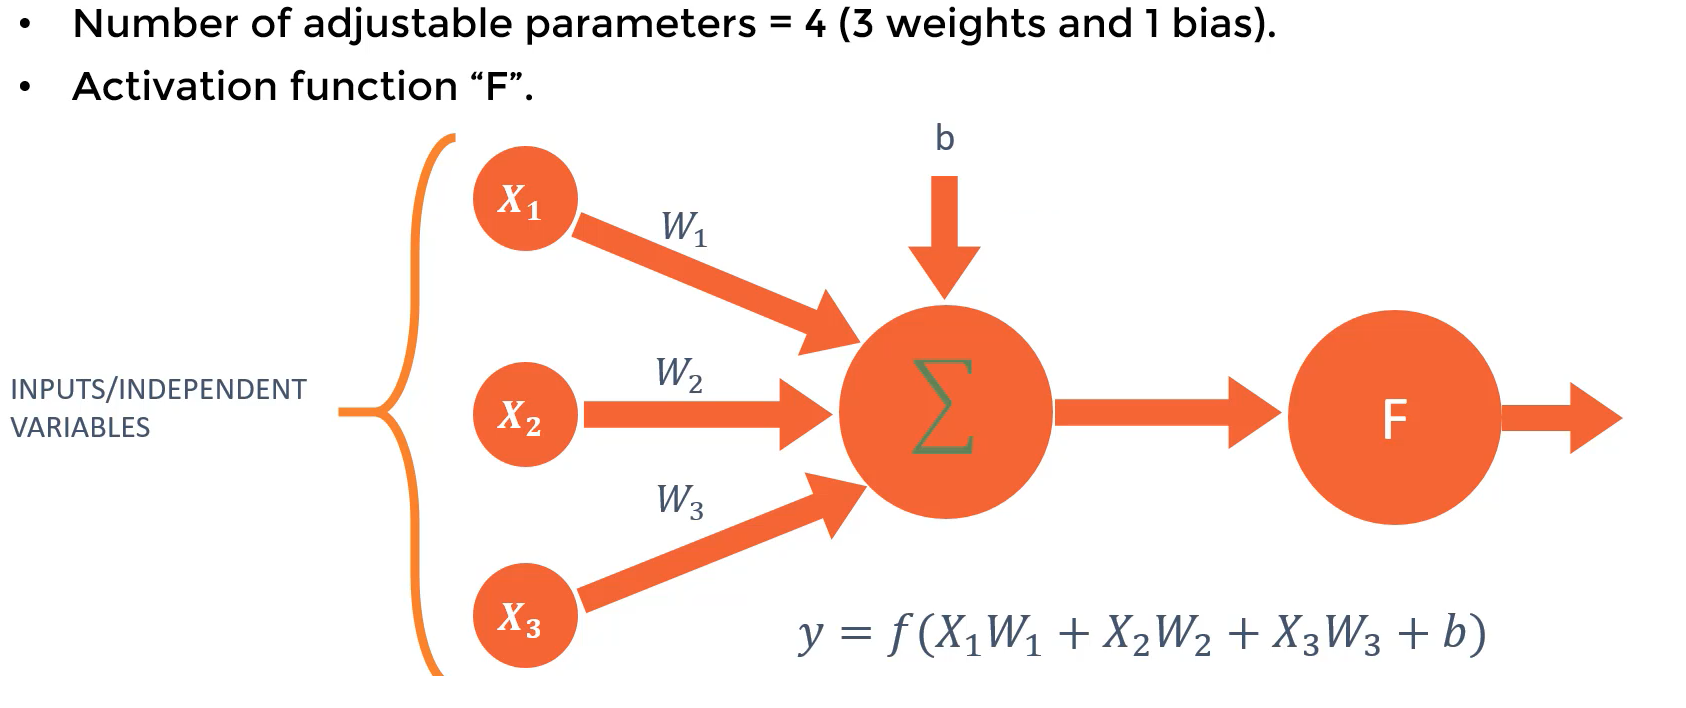 • Number of adjustable parameters = 4 (3 weights and 1 bias).
• Activation function “F”.
b
X₁
W₁
W₂
INPUTS/INDEPENDENT
VARIABLES
X₂
∑
F
W₃
X₃
y = f(X₁W₁ + X₂W₂ + X₃W₃ + b)